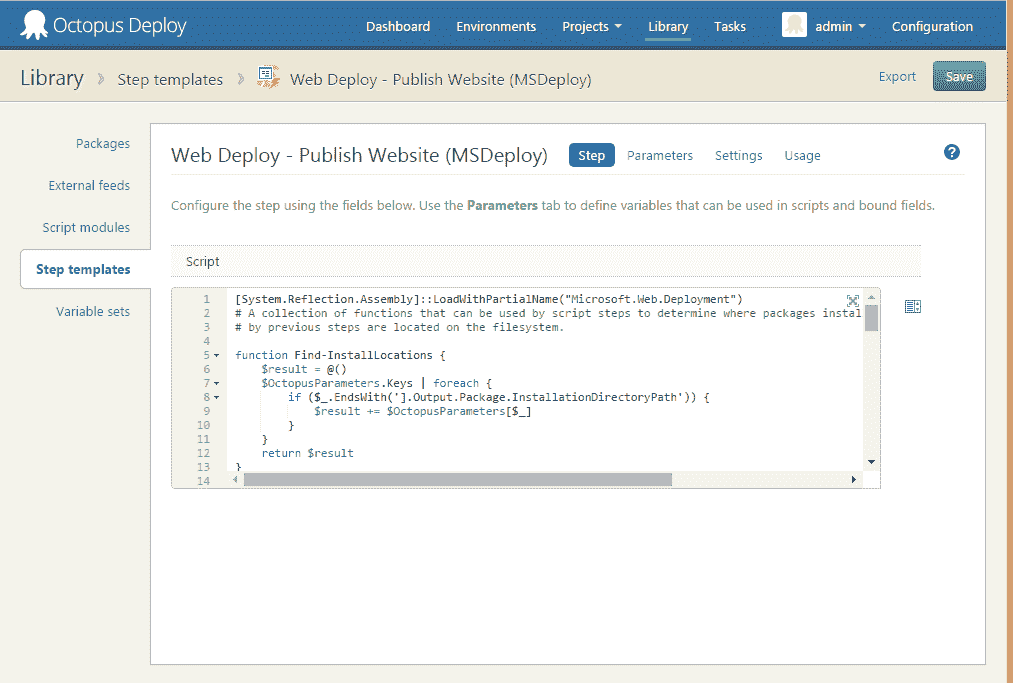 Octopus Deploy Dashboard Environments Projects Library Tasks admin Configuration
Library Step templates Web Deploy - Publish Website (MSDeploy) Export Save
Packages
External feeds
Script modules
Step templates
Variable sets
Web Deploy - Publish Website (MSDeploy) Step Parameters Settings Usage ?
Configure the step using the fields below. Use the Parameters tab to define variables that can be used in scripts and bound fields.
Script
1 [System.Reflection.Assembly]::LoadWithPartialName("Microsoft.Web.Deployment")
2 # A collection of functions that can be used by script steps to determine where packages instal
3 # by previous steps are located on the filesystem.
4
5 function Find-InstallLocations {
6 $result = @()
7 $OctopusParameters.Keys | foreach {
8 if ($_.EndsWith('].Output.Package.InstallationDirectoryPath')) {
9 $result += $OctopusParameters[$_]
10 }
11 }
12 return $result
13 }
14